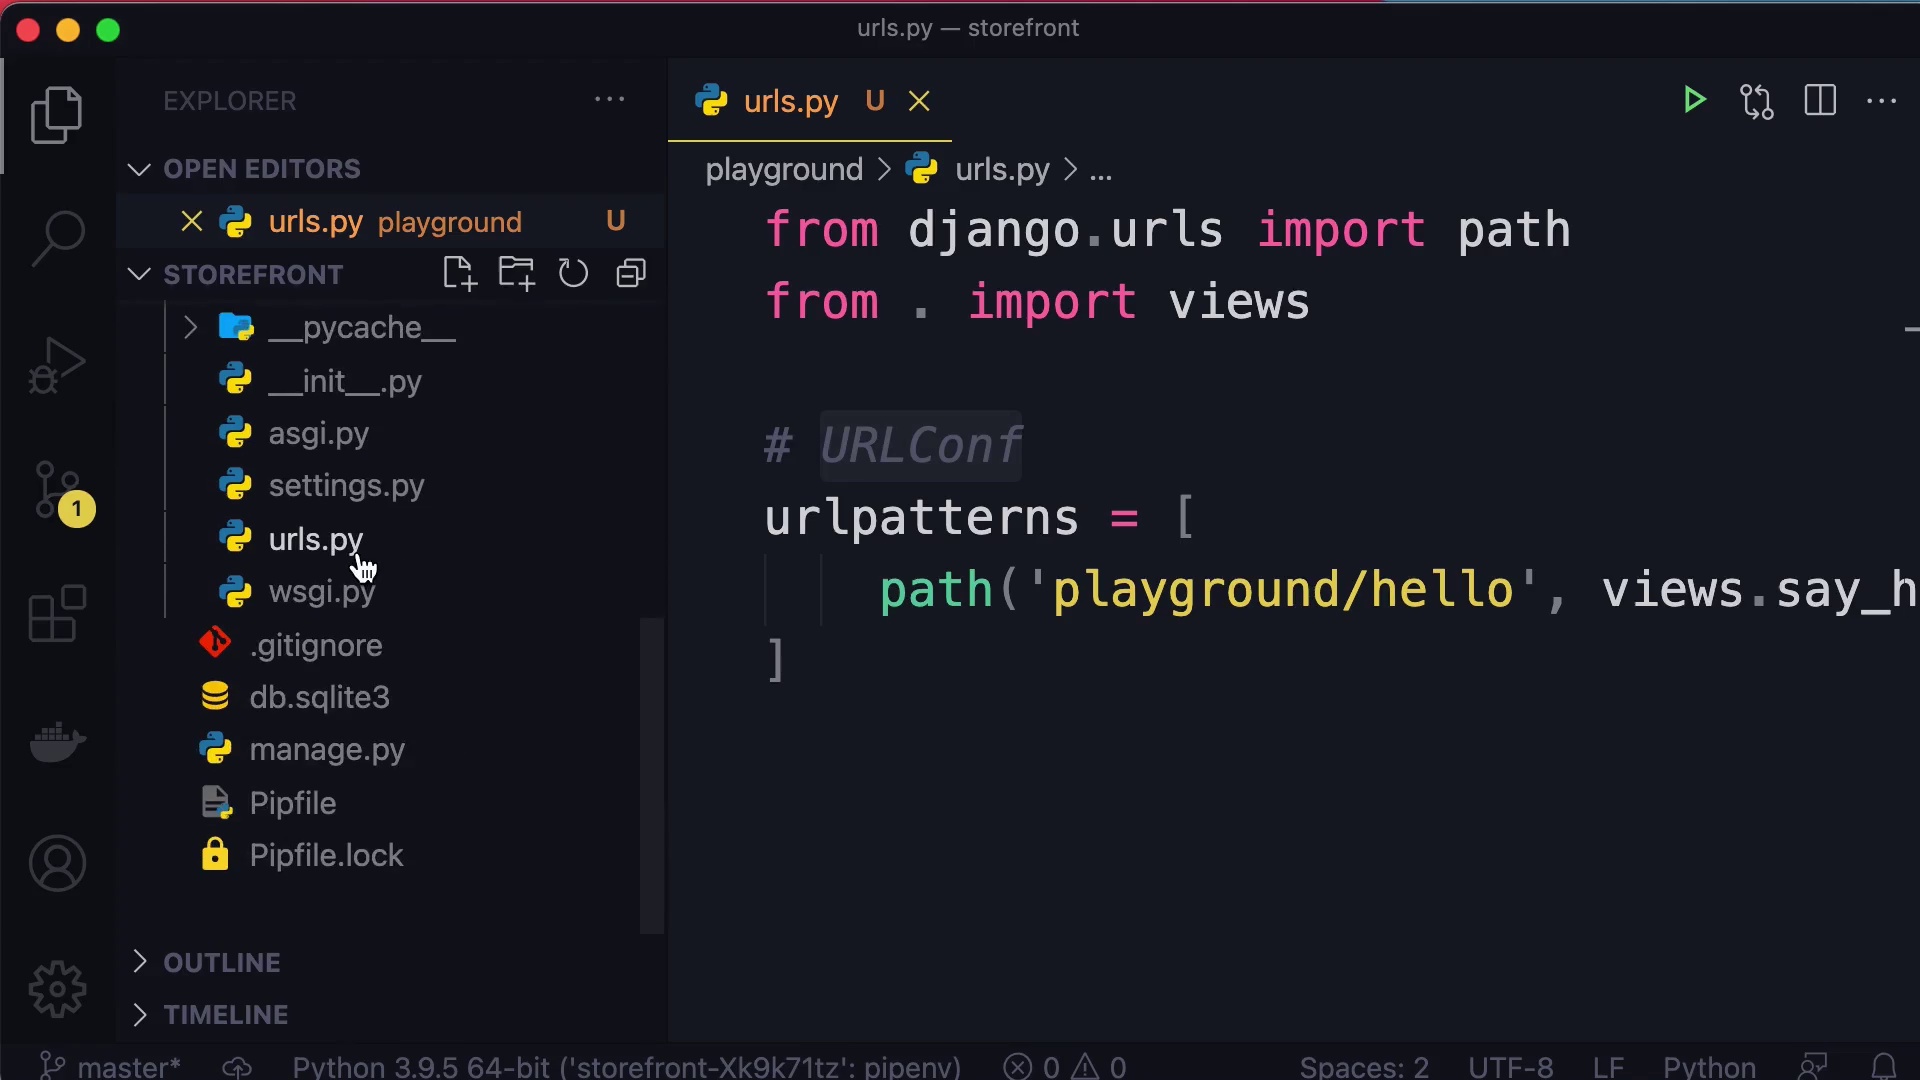 urls.py — storefront
EXPLORER
OPEN EDITORS
urls.py playground U
STOREFRONT
__pycache__
__init__.py
asgi.py
settings.py
urls.py
wsgi.py
.gitignore
db.sqlite3
manage.py
Pipfile
Pipfile.lock
OUTLINE
TIMELINE
1
urls.py U
playground > urls.py > ...
from django.urls import path
from . import views
# URLConf
urlpatterns = [
path('playground/hello', views.say_h
]
master* Python 3.9.5 64-bit ('storefront-Xk9k71tz': pipenv) 0 0 Spaces: 2 UTF-8 LF Python